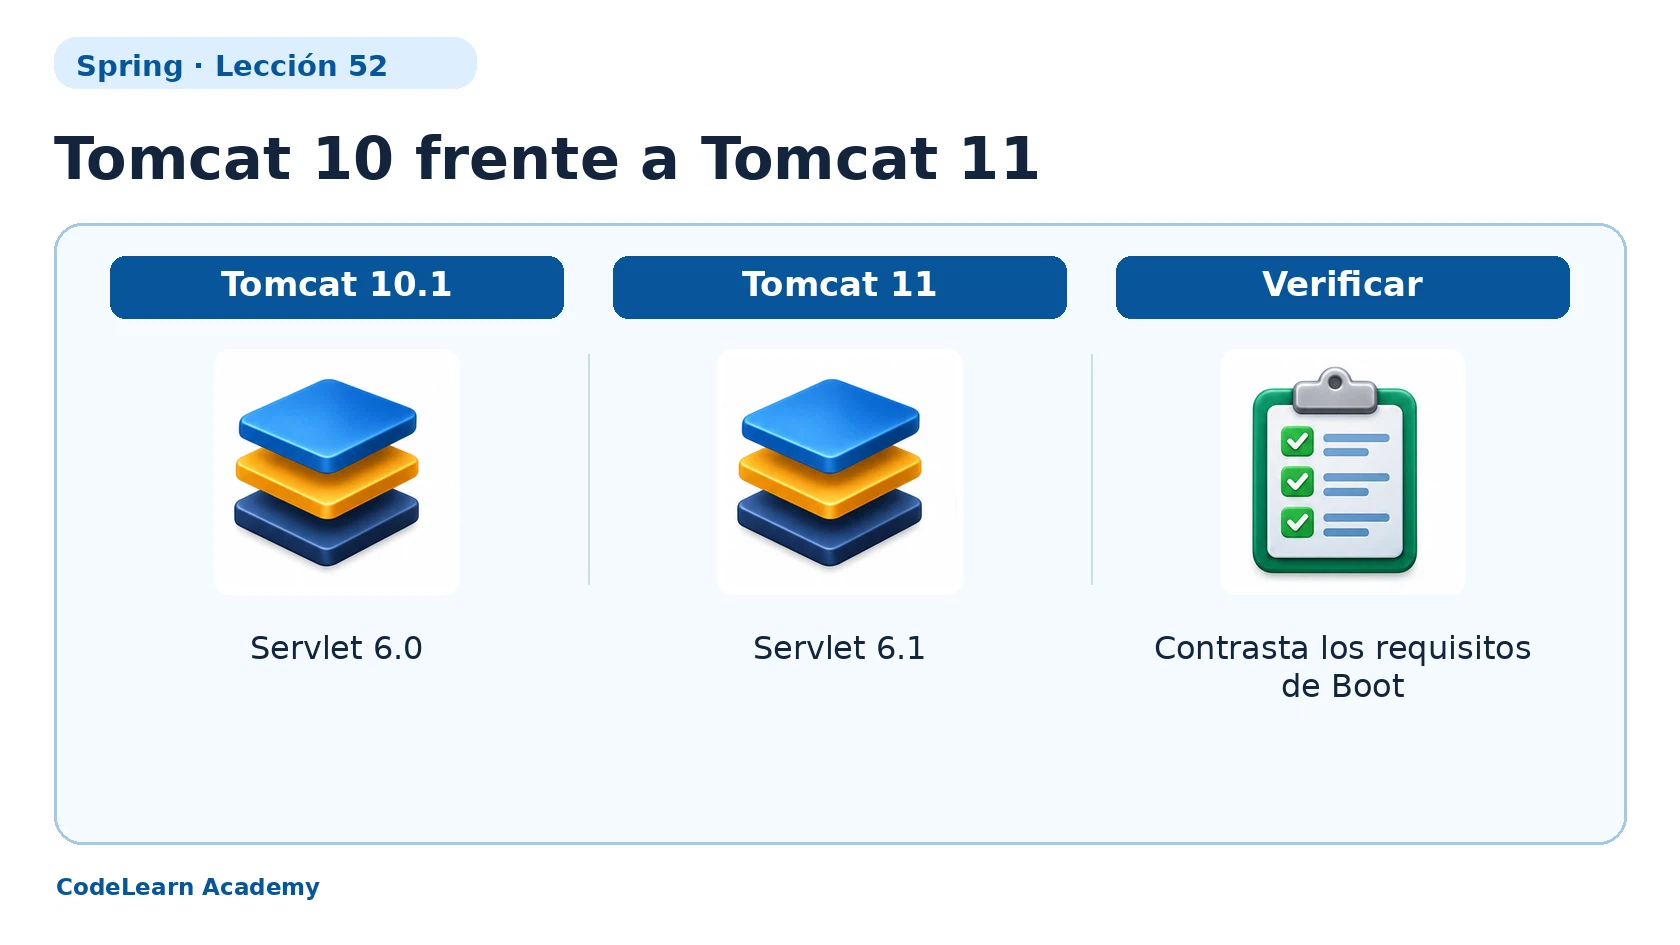 Spring · Lección 52
Tomcat 10 frente a Tomcat 11
Tomcat 10.1
Tomcat 11
Verificar
Servlet 6.0
Servlet 6.1
Contrasta los requisitos
de Boot
CodeLearn Academy